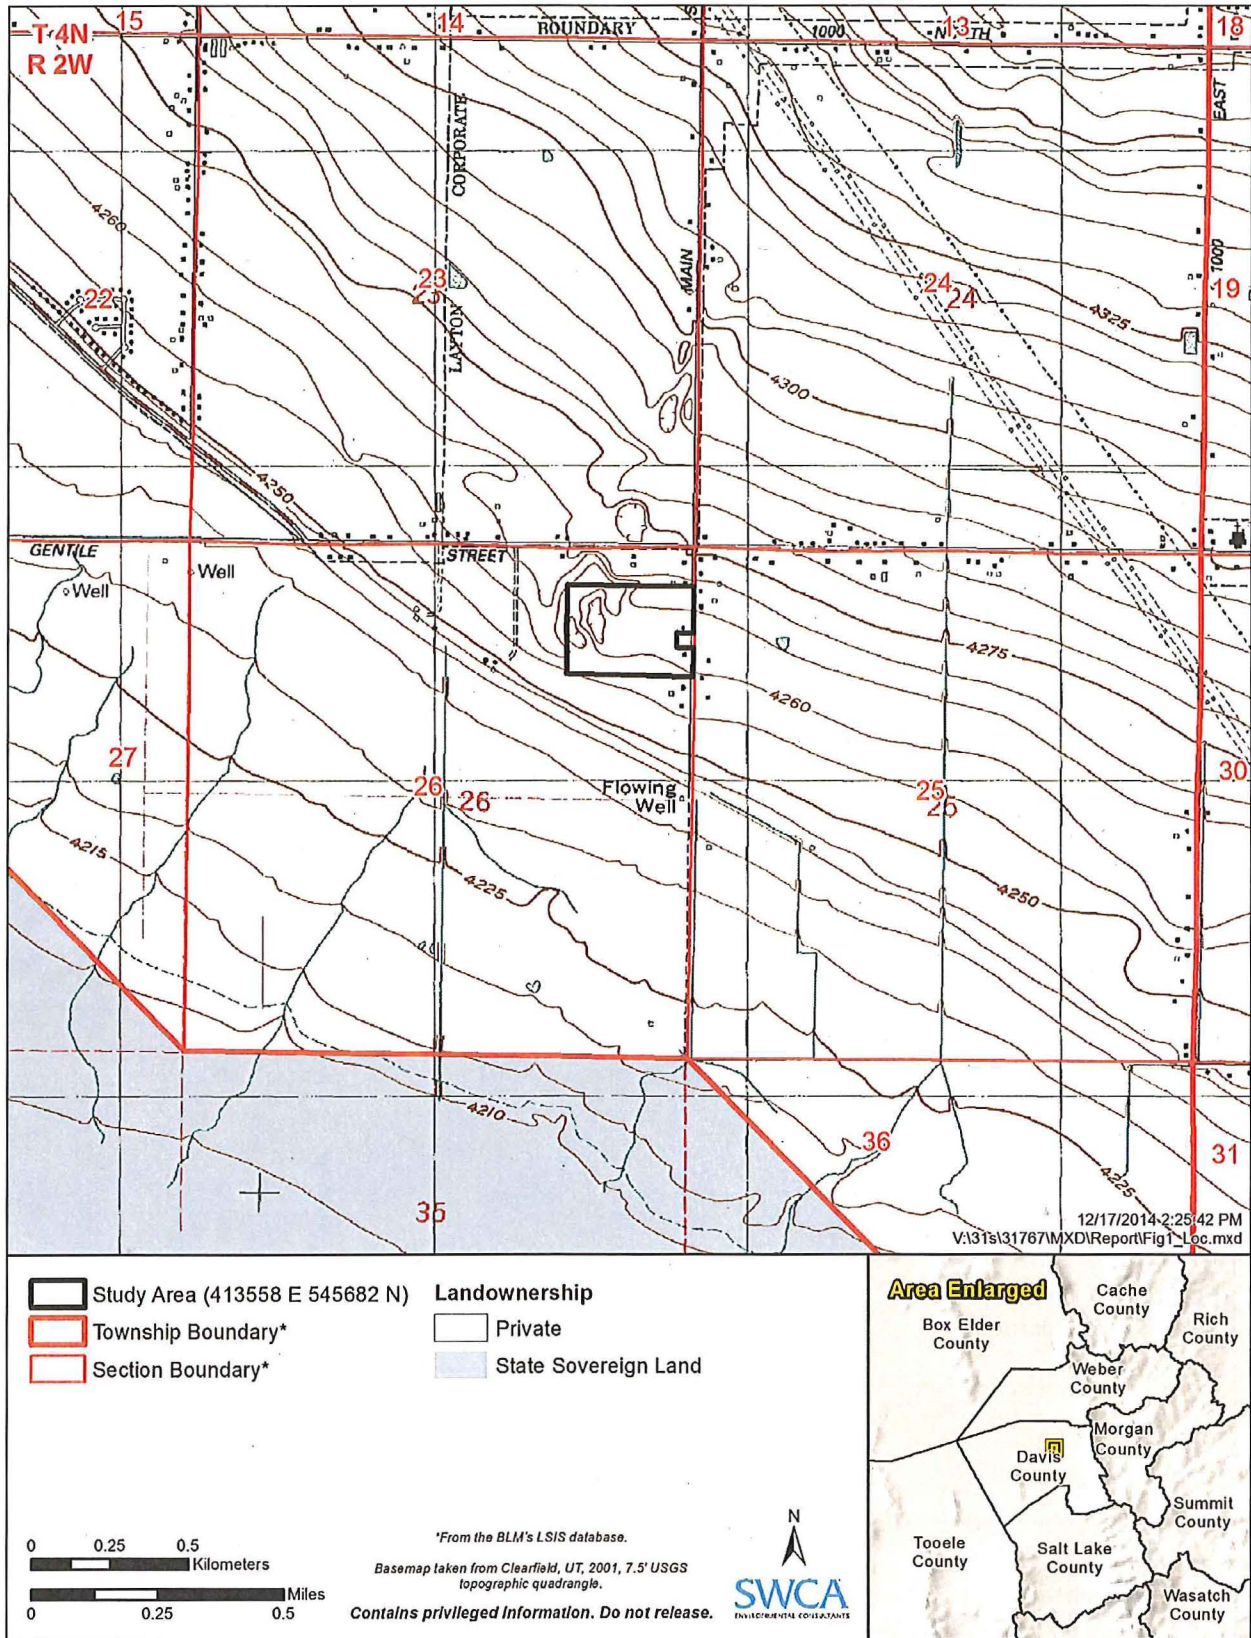 T 4N
R 2W
15
14
BOUNDARY
1000
NORTH
13
18
EAST
CORPORATE
4260
MAIN
22
23
23
24
24
1000
19
4325
LAYTON
4300
4250
GENTILE
STREET
Well
Well
4275
4260
27
26
26
Flowing
Well
25
25
30
4215
4225
4250
4210
36
31
4225
35
12/17/2014 2:25:42 PM
V:\31s\31767\MXD\Report\Fig1_Loc.mxd
Study Area (413558 E 545682 N)
Township Boundary*
Section Boundary*
Landownership
Private
State Sovereign Land
0 0.25 0.5
Kilometers
Miles
0 0.25 0.5
*From the BLM's LSIS database.
Basemap taken from Clearfield, UT, 2001, 7.5' USGS
topographic quadrangle.
Contains privileged information. Do not release.
N
SWCA
ENVIRONMENTAL CONSULTANTS
Area Enlarged
Box Elder
County
Cache
County
Rich
County
Weber
County
Morgan
County
Davis
County
Summit
County
Tooele
County
Salt Lake
County
Wasatch
County